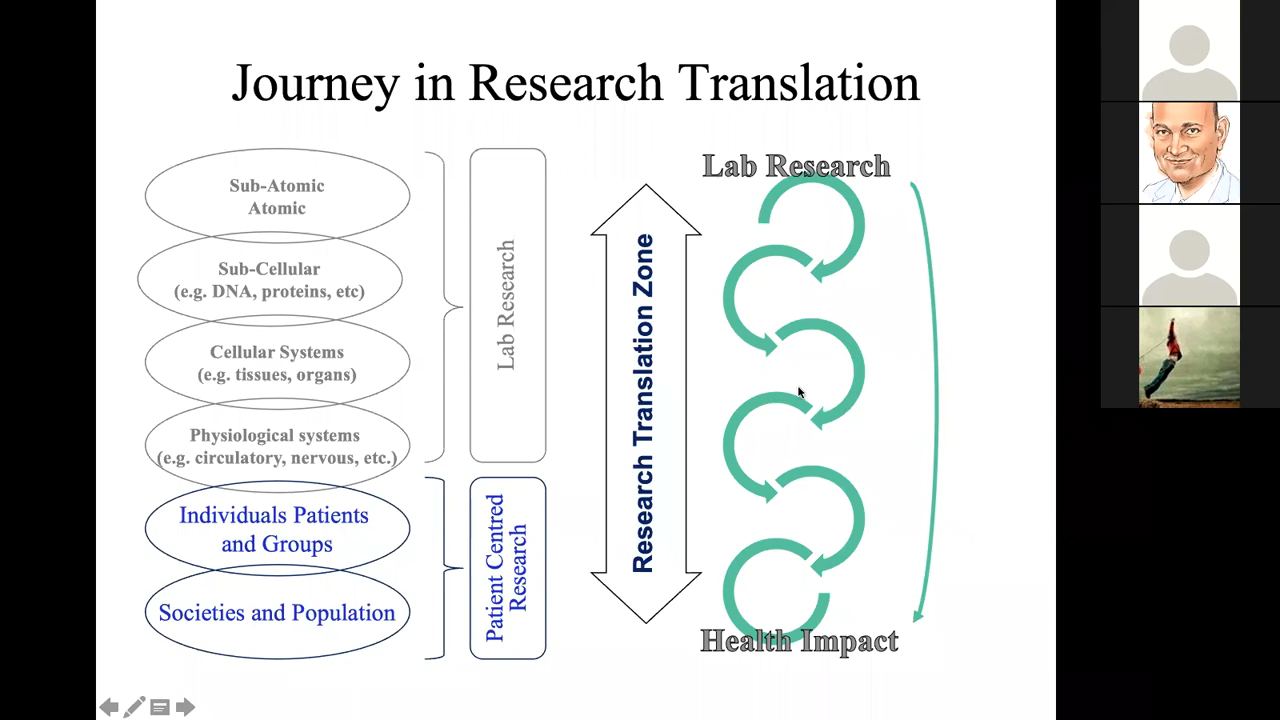 Journey in Research Translation
Sub-Atomic
Atomic
Sub-Cellular
(e.g. DNA, proteins, etc)
Cellular Systems
(e.g. tissues, organs)
Physiological systems
(e.g. circulatory, nervous, etc.)
Individuals Patients
and Groups
Societies and Population
Lab Research
Patient Centred
Research
Research Translation Zone
Lab Research
Health Impact